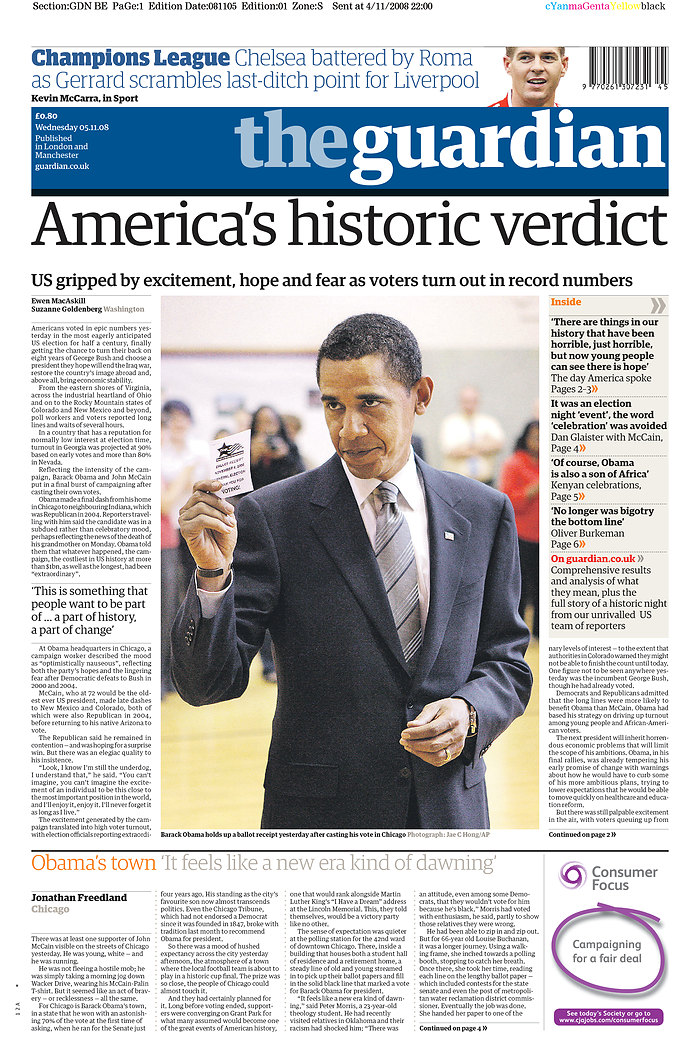 Section:GDN BE PaGe:1 Edition Date:081105 Edition:01 Zone:S Sent at 4/11/2008 22:00
cYanmaGentaYellowblack
Champions League Chelsea battered by Roma
as Gerrard scrambles last-ditch point for Liverpool
Kevin McCarra, in Sport
9 770261 307231
45
£0.80
Wednesday 05.11.08
Published
in London and
Manchester
guardian.co.uk
theguardian
America's historic verdict
US gripped by excitement, hope and fear as voters turn out in record numbers
Ewen MacAskill
Suzanne Goldenberg Washington
Americans voted in epic numbers yes-
terday in the most eagerly anticipated
US election for half a century, finally
getting the chance to turn their back on
eight years of George Bush and choose a
president they hope will end the Iraq war,
restore the country's image abroad and,
above all, bring economic stability.
From the eastern shores of Virginia,
across the industrial heartland of Ohio
and on to the Rocky Mountain states of
Colorado and New Mexico and beyond,
poll workers and voters reported long
lines and waits of several hours.
In a country that has a reputation for
normally low interest at election time,
turnout in Georgia was projected at 90%
based on early votes and more than 80%
in Nevada.
Reflecting the intensity of the cam-
paign, Barack Obama and John McCain
put in a final burst of campaigning after
casting their own votes.
Obama made a final dash from his home
in Chicago to neighbouring Indiana, which
was Republican in 2004. Reporters travel-
ling with him said the candidate was in a
subdued rather than celebratory mood,
perhaps reflecting the news of the death of
his grandmother on Monday. Obama told
them that whatever happened, the cam-
paign, the costliest in US history at more
than $1bn, as well as the longest, had been
"extraordinary".
'This is something that
people want to be part
of ... a part of history,
a part of change'
At Obama headquarters in Chicago, a
campaign worker described the mood
as "optimistically nauseous", reflecting
both the party's hopes and the lingering
fear after Democratic defeats to Bush in
2000 and 2004.
McCain, who at 72 would be the old-
est ever US president, made late dashes
to New Mexico and Colorado, both of
which were also Republican in 2004,
before returning to his native Arizona to
vote.
The Republican said he remained in
contention – and was hoping for a surprise
win. But there was an elegiac quality to
his insistence.
"Look, I know I'm still the underdog,
I understand that," he said, "You can't
imagine, you can't imagine the excite-
ment of an individual to be this close to
the most important position in the world,
and I'll enjoy it, enjoy it. I'll never forget it
as long as I live."
The excitement generated by the cam-
paign translated into high voter turnout,
with election officials reporting extraordi-
VOTING!
Barack Obama holds up a ballot receipt yesterday after casting his vote in Chicago Photograph: Jae C Hong/AP
Inside
'There are things in our
history that have been
horrible, just horrible,
but now young people
can see there is hope'
The day America spoke
Pages 2-3»
It was an election
night 'event', the word
'celebration' was avoided
Dan Glaister with McCain,
Page 4»
'Of course, Obama
is also a son of Africa'
Kenyan celebrations,
Page 5»
'No longer was bigotry
the bottom line'
Oliver Burkeman
Page 6»
On guardian.co.uk »
Comprehensive results
and analysis of what
they mean, plus the
full story of a historic night
from our unrivalled US
team of reporters
nary levels of interest – to the extent that
authorities in Colorado warned they might
not be able to finish the count until today.
One figure not to be seen anywhere yes-
terday was the incumbent George Bush,
though he had already voted.
Democrats and Republicans admitted
that the long lines were more likely to
benefit Obama than McCain. Obama had
based his strategy on driving up turnout
among young people and African-Ameri-
can voters.
The next president will inherit horren-
dous economic problems that will limit
the scope of his ambitions. Obama, in his
final rallies, was already tempering his
early promise of change with warnings
about how he would have to curb some
of his more ambitious plans, trying to
lower expectations that he would be able
to move quickly on healthcare and educa-
tion reform.
But there was still palpable excitement
in the air, with voters queuing up from
Continued on page 2»
Obama's town 'It feels like a new era kind of dawning'
Jonathan Freedland
Chicago
There was at least one supporter of John
McCain visible on the streets of Chicago
yesterday. He was young, white – and
he was running.
He was not fleeing a hostile mob; he
was simply taking a morning jog down
Wacker Drive, wearing his McCain-Palin
T-shirt. But it seemed like an act of brav-
ery – or recklessness – all the same.
For Chicago is Barack Obama's town,
in a state that he won with an astonish-
ing 70% of the vote at the first time of
asking, when he ran for the Senate just
four years ago. His standing as the city's
favourite son now almost transcends
politics. Even the Chicago Tribune,
which had not endorsed a Democrat
since it was founded in 1847, broke with
tradition last month to recommend
Obama for president.
So there was a mood of hushed
expectancy across the city yesterday
afternoon, the atmosphere of a town
where the local football team is about to
play in a historic cup final. The prize was
so close, the people of Chicago could
almost touch it.
And they had certainly planned for
it. Long before voting ended, support-
ers were converging on Grant Park for
what many assumed would become one
of the great events of American history,
one that would rank alongside Martin
Luther King's "I Have a Dream" address
at the Lincoln Memorial. This, they told
themselves, would be a victory party
like no other.
The sense of expectation was quieter
at the polling station for the 42nd ward
of downtown Chicago. There, inside a
building that houses both a student hall
of residence and a retirement home, a
steady line of old and young streamed
in to pick up their ballot papers and fill
in the solid black line that marked a vote
for Barack Obama for president.
"It feels like a new era kind of dawn-
ing," said Peter Morris, a 23-year-old
theology student. He had recently
visited relatives in Oklahoma and their
racism had shocked him: "There was
an attitude, even among some Demo-
crats, that they wouldn't vote for him
because he's black." Morris had voted
with enthusiasm, he said, partly to show
those relatives they were wrong.
He had been able to zip in and zip out.
But for 66-year old Louise Buchanan,
it was a longer journey. Using a walk-
ing frame, she inched towards a polling
booth, stopping to catch her breath.
Once there, she took her time, reading
each line on the lengthy ballot paper –
which included contests for the state
senate and even the post of metropoli-
tan water reclamation district commis-
sioner. Eventually the job was done.
She handed her paper to one of the
Continued on page 4»
Consumer
Focus
Campaigning
for a fair deal
See today's Society or go to
www.cjajobs.com/consumerfocus
12A